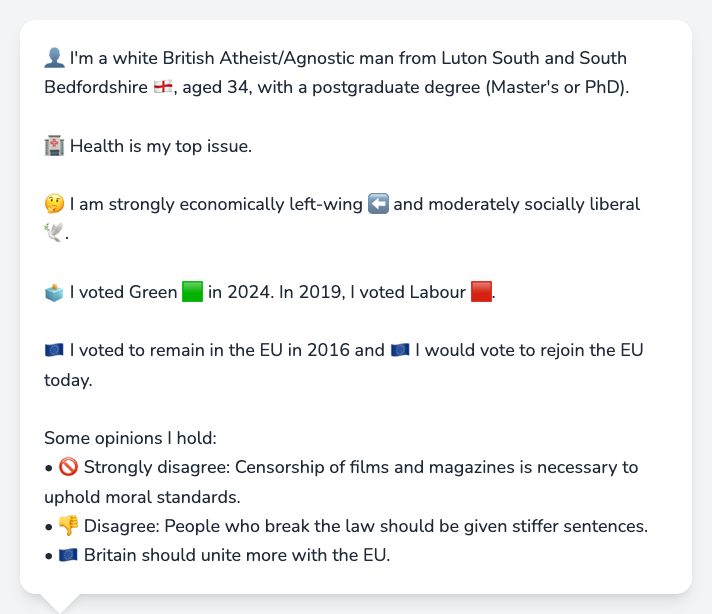 👤 I'm a white British Atheist/Agnostic man from Luton South and South
Bedfordshire 🏴󠁧󠁢󠁥󠁮󠁧󠁿, aged 34, with a postgraduate degree (Master's or PhD).
🏥 Health is my top issue.
🤔 I am strongly economically left-wing ⬅️ and moderately socially liberal
🕊️.
🗳️ I voted Green 🟩 in 2024. In 2019, I voted Labour 🟥.
🇪🇺 I voted to remain in the EU in 2016 and 🇪🇺 I would vote to rejoin the EU
today.
Some opinions I hold:
• 🚫 Strongly disagree: Censorship of films and magazines is necessary to
uphold moral standards.
• 👎 Disagree: People who break the law should be given stiffer sentences.
• 🇪🇺 Britain should unite more with the EU.